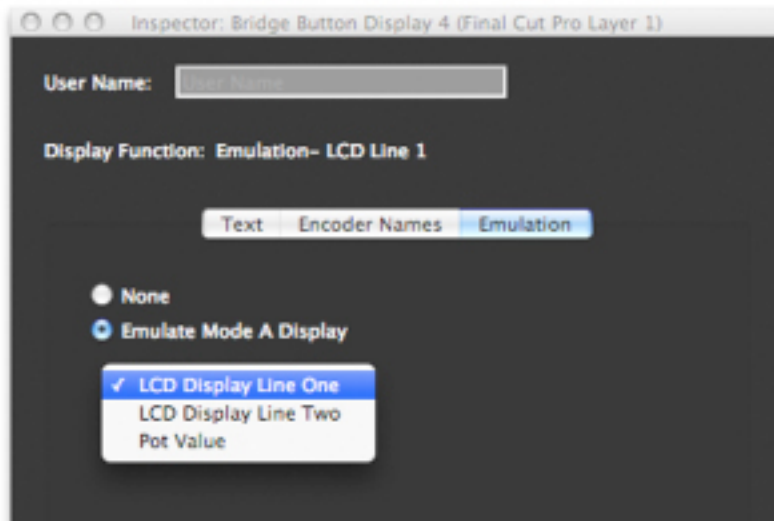 Inspector: Bridge Button Display 4 (Final Cut Pro Layer 1)
User Name: User Name
Display Function: Emulation– LCD Line 1
Text Encoder Names Emulation
None
Emulate Mode A Display
✓ LCD Display Line One
LCD Display Line Two
Pot Value